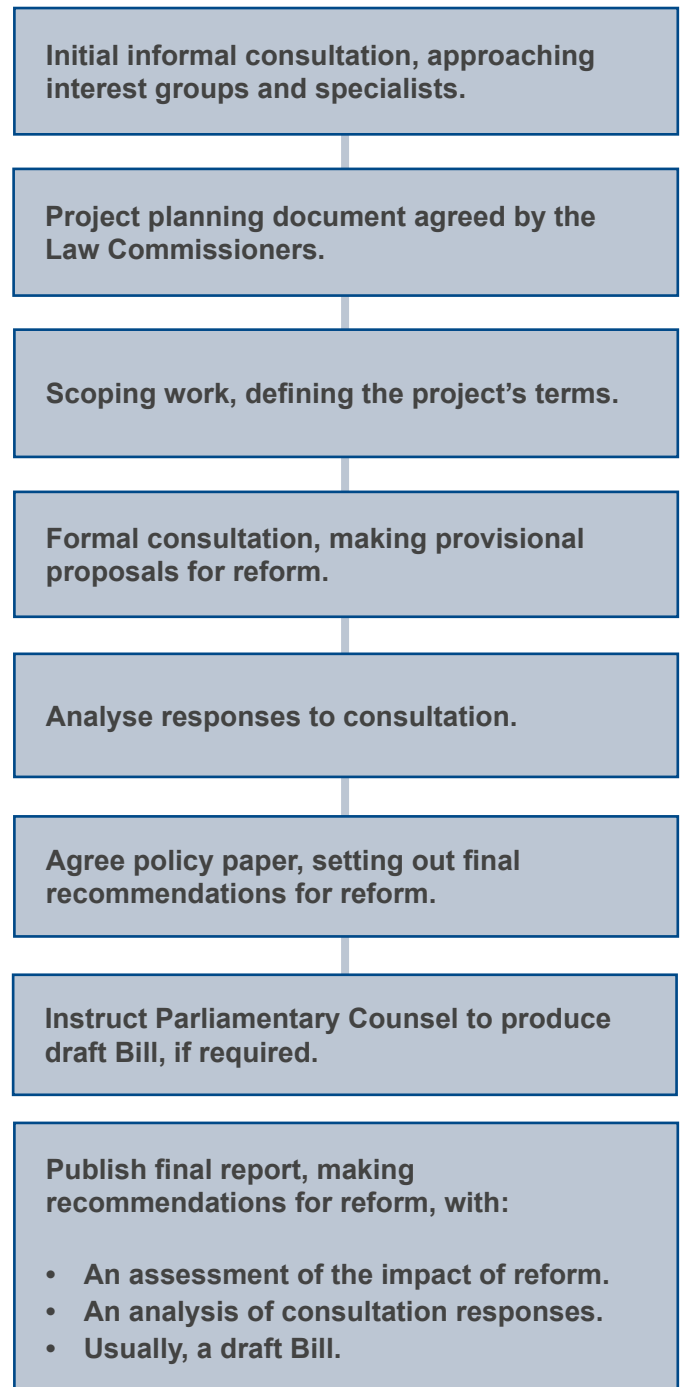 Initial informal consultation, approaching
interest groups and specialists.
Project planning document agreed by the
Law Commissioners.
Scoping work, defining the project’s terms.
Formal consultation, making provisional
proposals for reform.
Analyse responses to consultation.
Agree policy paper, setting out final
recommendations for reform.
Instruct Parliamentary Counsel to produce
draft Bill, if required.
Publish final report, making
recommendations for reform, with:
• An assessment of the impact of reform.
• An analysis of consultation responses.
• Usually, a draft Bill.